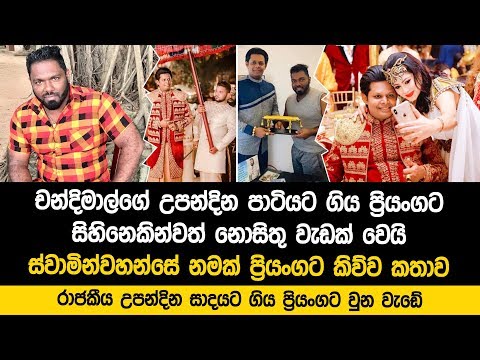 චන්දිමාල්ගේ උපන්දින පාටියට ගිය ප්‍රියංගට
සිහිනෙකින්වත් නොසිතු වැඩක් වෙයි
ස්වාමින්වහන්සේ නමක් ප්‍රියංගට කිව්ව කතාව
රාජකීය උපන්දින සාදයට ගිය ප්‍රියංගට වුන වැඩේ